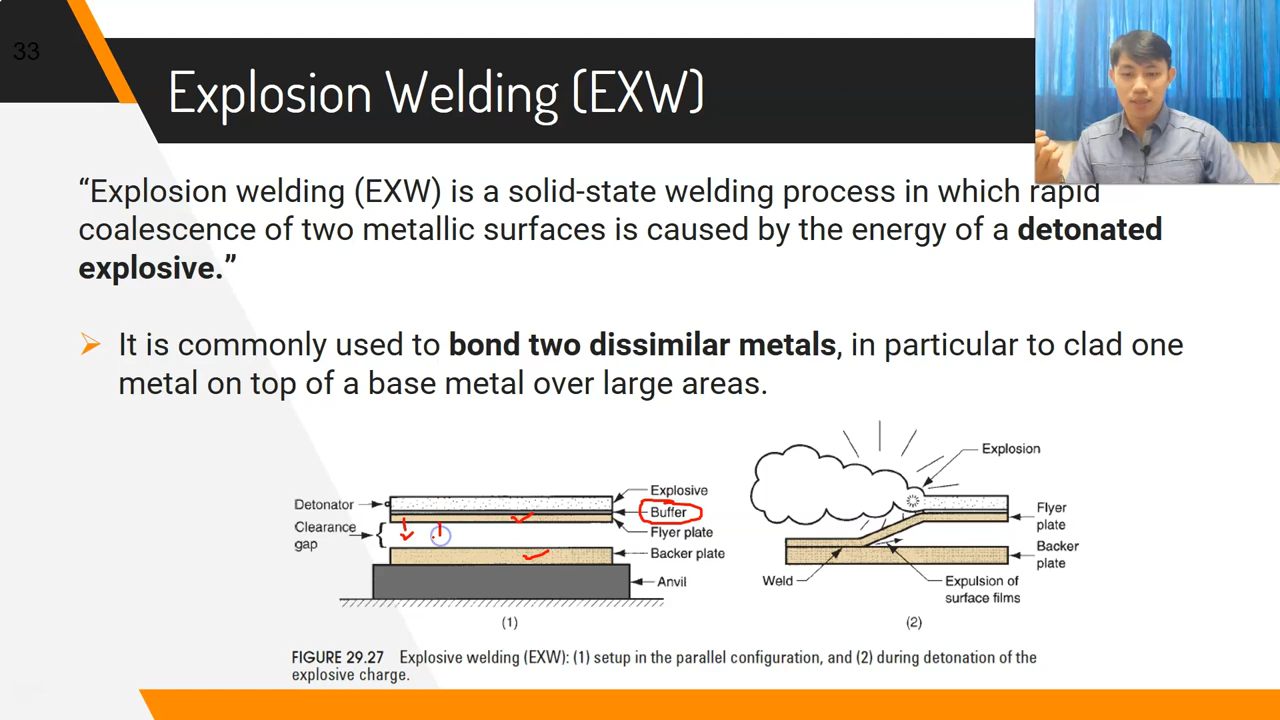 33
Explosion Welding (EXW)
“Explosion welding (EXW) is a solid-state welding process in which rapid
coalescence of two metallic surfaces is caused by the energy of a detonated
explosive.”
It is commonly used to bond two dissimilar metals, in particular to clad one
metal on top of a base metal over large areas.
Detonator
Clearance
gap
Explosive
Buffer
Flyer plate
Backer plate
Anvil
(1)
Explosion
Flyer
plate
Backer
plate
Weld
Expulsion of
surface films
(2)
FIGURE 29.27 Explosive welding (EXW): (1) setup in the parallel configuration, and (2) during detonation of the
explosive charge.